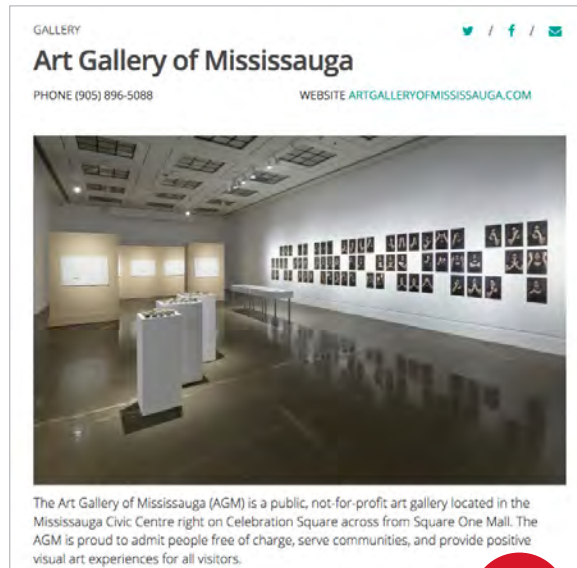 GALLERY
Art Gallery of Mississauga
PHONE (905) 896-5088 WEBSITE ARTGALLERYOFMISSISSAUGA.COM
The Art Gallery of Mississauga (AGM) is a public, not-for-profit art gallery located in the
Mississauga Civic Centre right on Celebration Square across from Square One Mall. The
AGM is proud to admit people free of charge, serve communities, and provide positive
visual art experiences for all visitors.